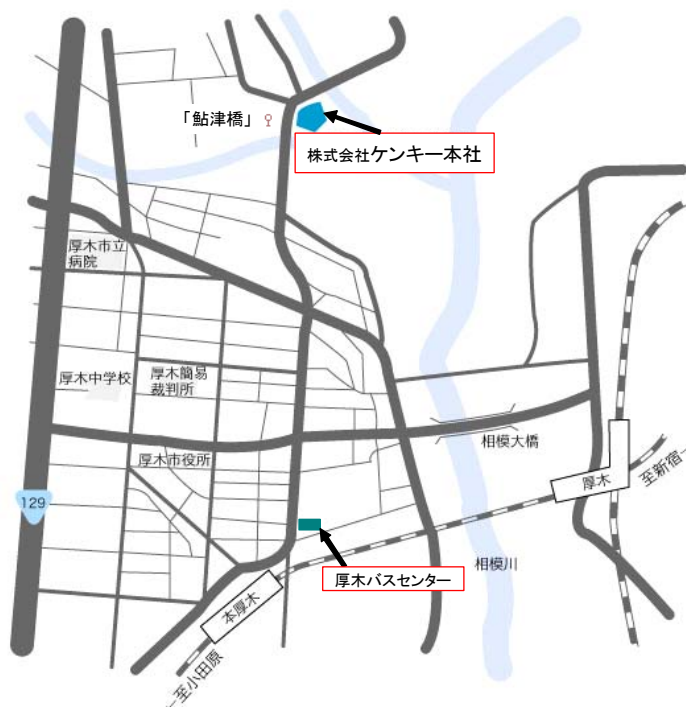 「鮎津橋」
株式会社ケンキー本社
厚木市立
病院
厚木中学校
厚木簡易
裁判所
相模大橋
厚木市役所
厚木
至新宿→
129
相模川
厚木バスセンター
本厚木
←至小田原